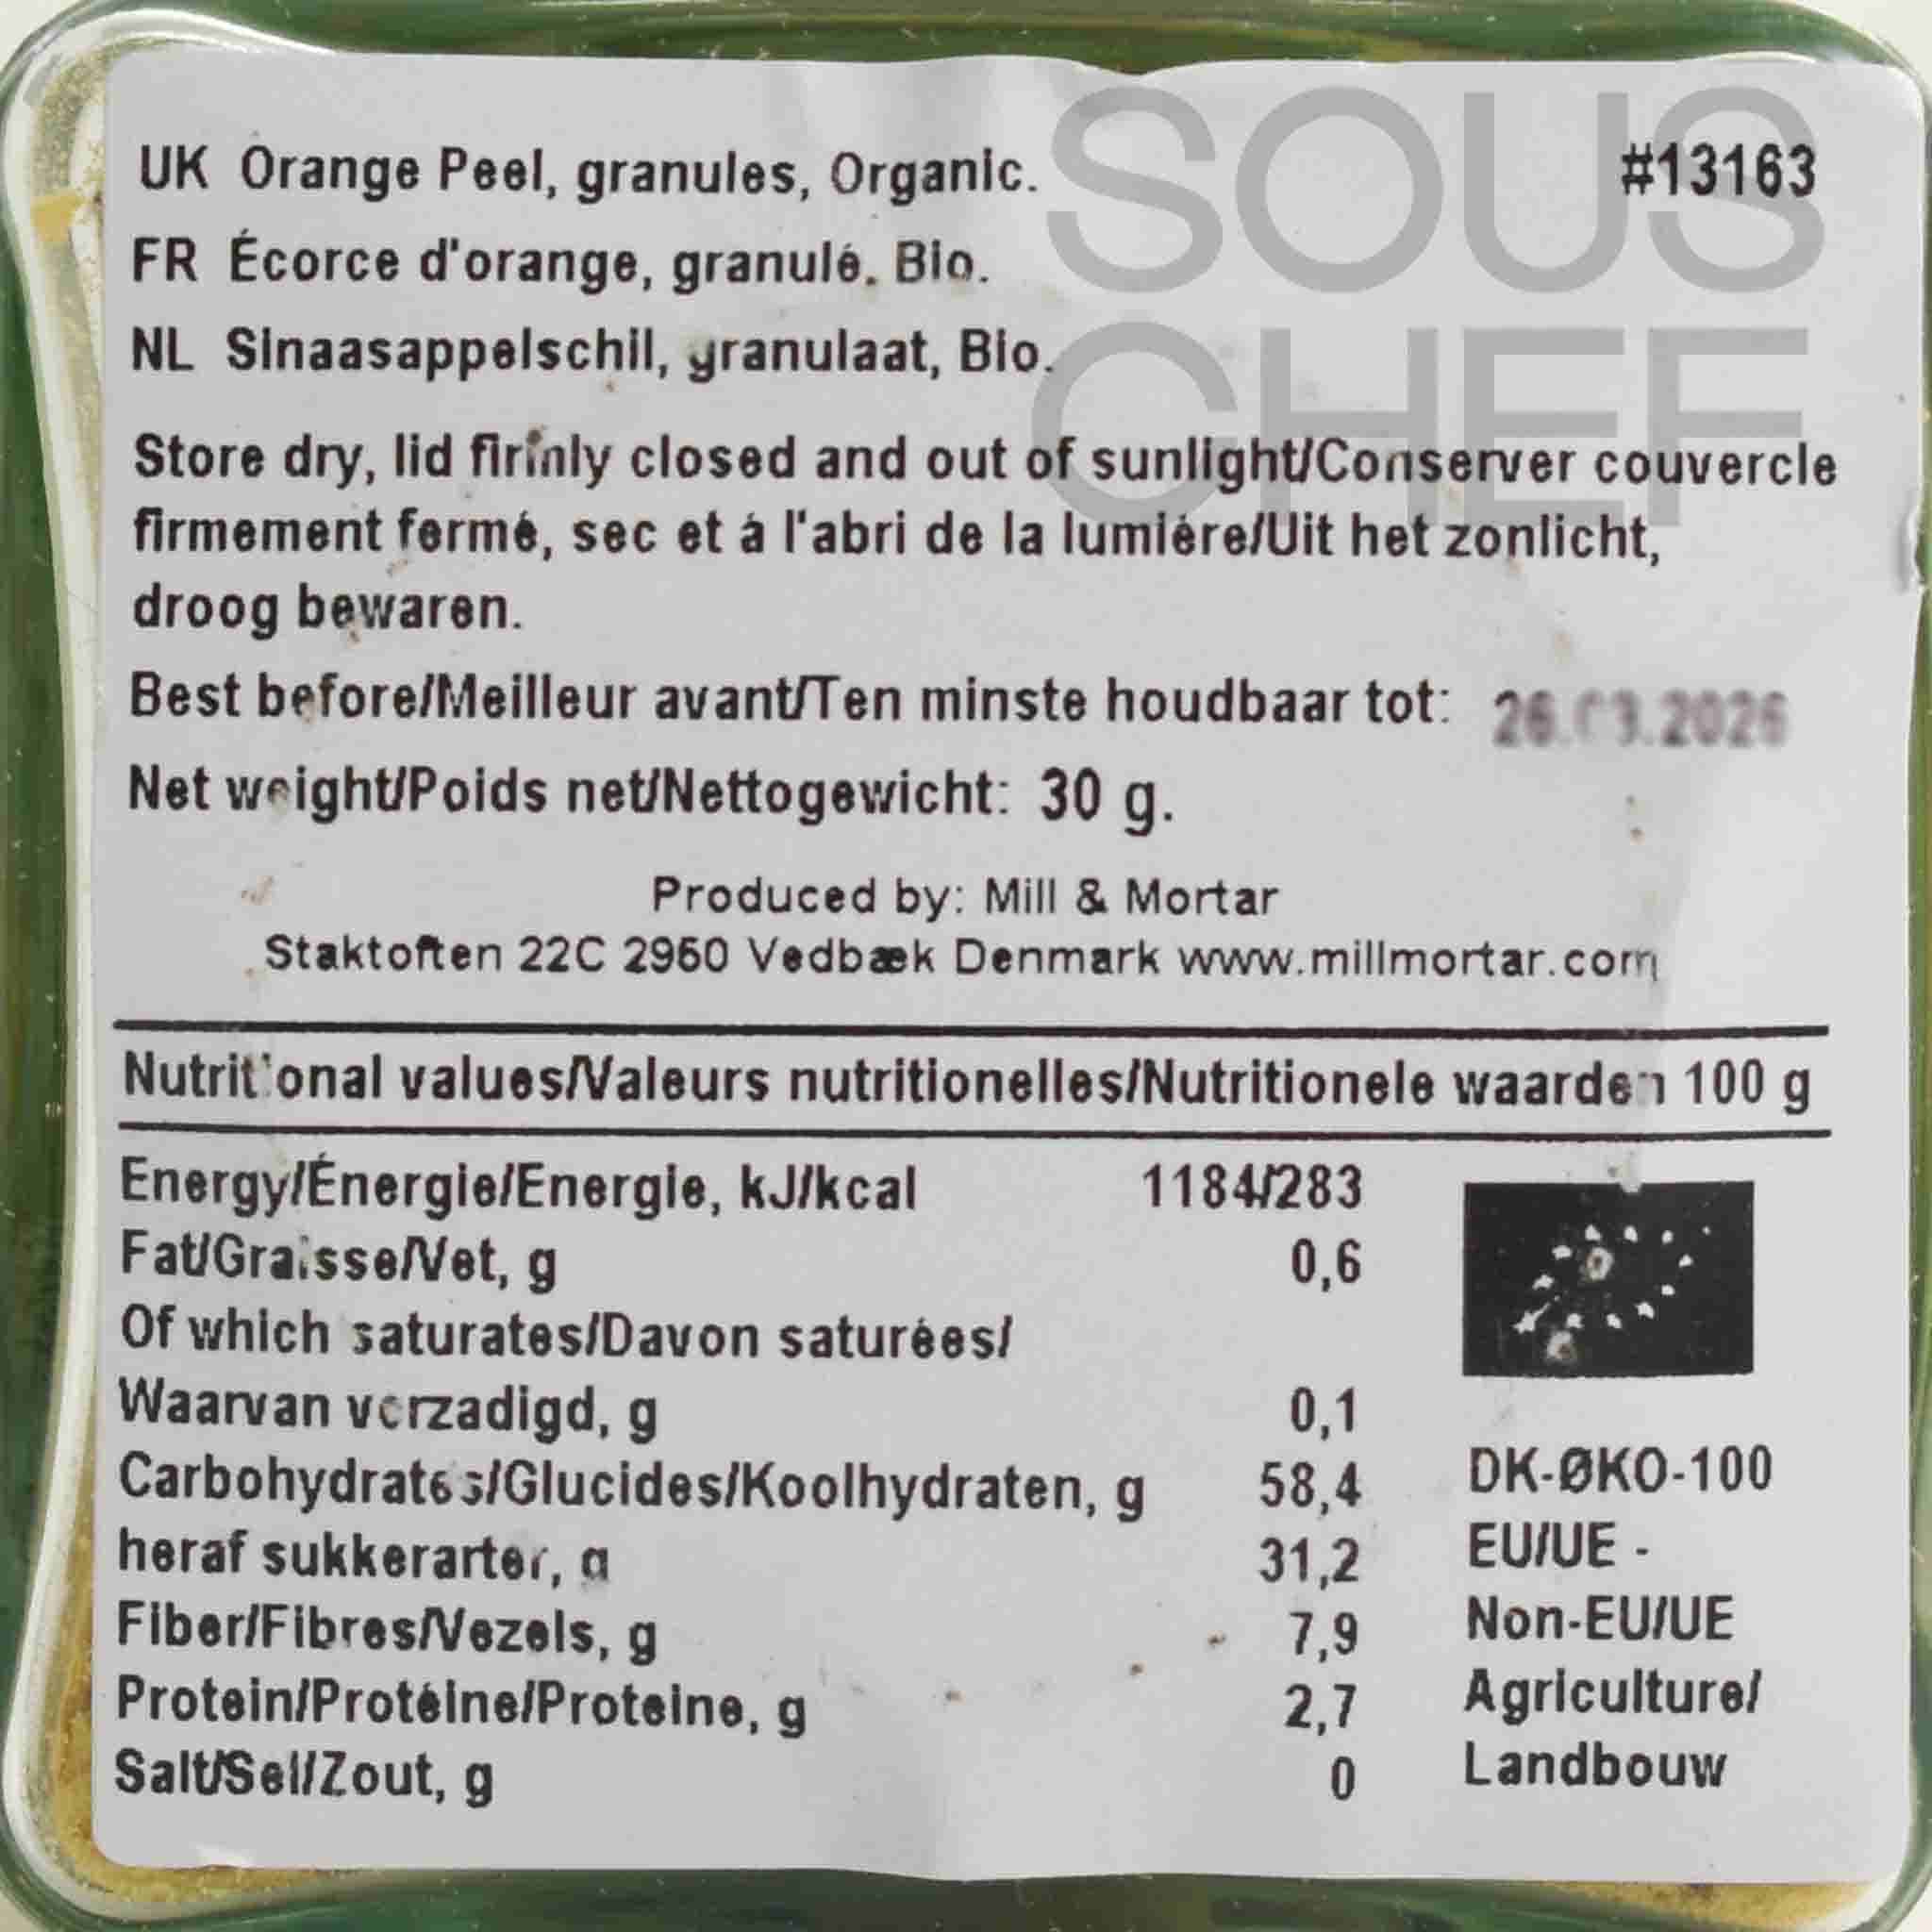 SOUS
CHEF
UK Orange Peel, granules, Organic. #13163
FR Écorce d'orange, granulé. Bio.
NL Sinaasappelschil, granulaat, Bio.
Store dry, lid firmly closed and out of sunlight/Conserver couvercle
firmement fermé, sec et à l'abri de la lumière/Uit het zonlicht,
droog bewaren.
Best before/Meilleur avant/Ten minste houdbaar tot: 26.03.2026
Net weight/Poids net/Nettogewicht: 30 g.
Produced by: Mill & Mortar
Staktoften 22C 2950 Vedbæk Denmark www.millmortar.com
Nutritional values/Valeurs nutritionelles/Nutritionele waarden 100 g
Energy/Énergie/Energie, kJ/kcal 1184/283
Fat/Graisse/Vet, g 0,6
Of which saturates/Davon saturées/
Waarvan verzadigd, g 0,1
Carbohydrates/Glucides/Koolhydraten, g 58,4
heraf sukkerarter, g 31,2
Fiber/Fibres/Vezels, g 7,9
Protein/Protéine/Proteine, g 2,7
Salt/Sel/Zout, g 0
DK-ØKO-100
EU/UE -
Non-EU/UE
Agriculture/
Landbouw